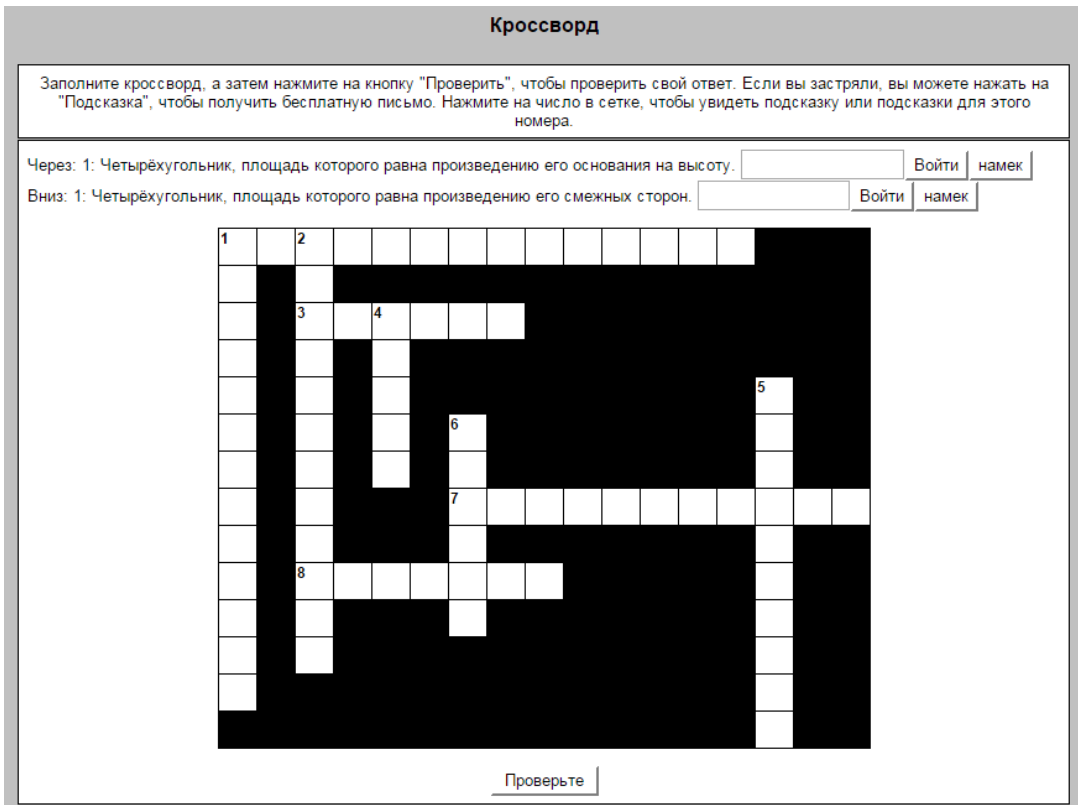 Кроссворд
Заполните кроссворд, а затем нажмите на кнопку "Проверить", чтобы проверить свой ответ. Если вы застряли, вы можете нажать на
"Подсказка", чтобы получить бесплатную письмо. Нажмите на число в сетке, чтобы увидеть подсказку или подсказки для этого
номера.
Через: 1: Четырёхугольник, площадь которого равна произведению его основания на высоту. Войти намек
Вниз: 1: Четырёхугольник, площадь которого равна произведению его смежных сторон. Войти намек
1 2
3 4
5
6
7
8
Проверьте